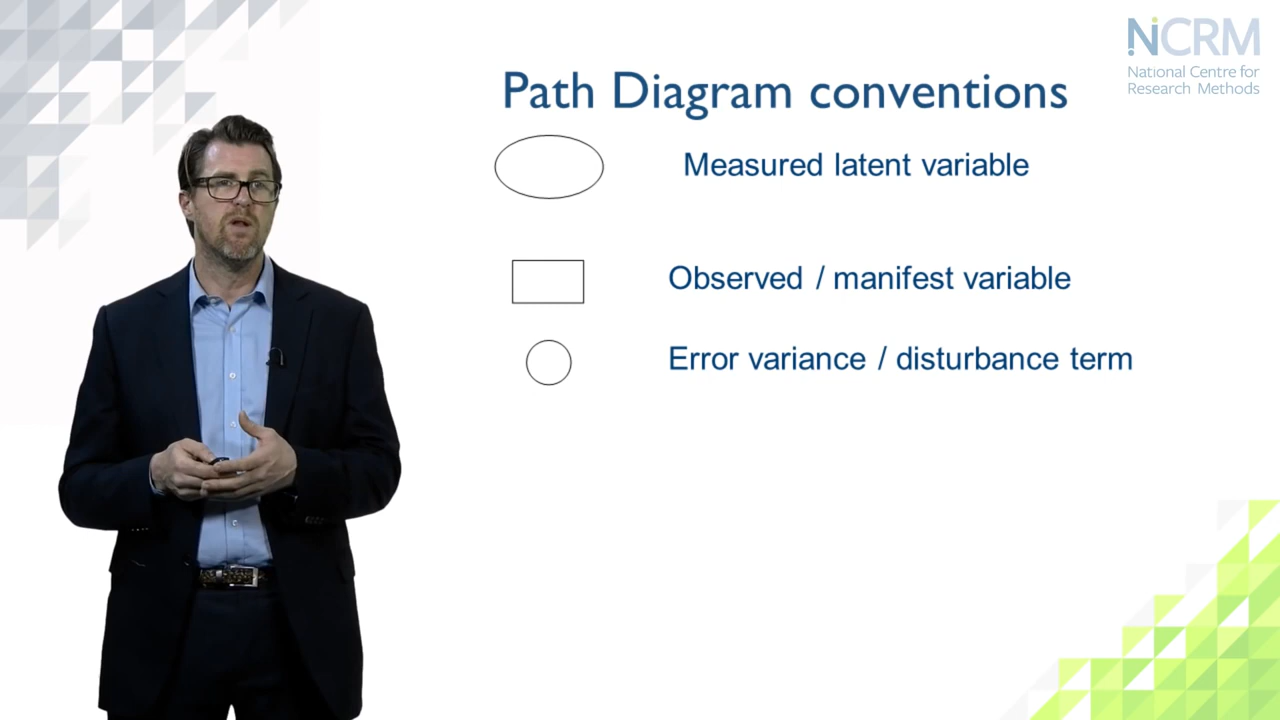 NCRM
National Centre for
Research Methods
Path Diagram conventions
Measured latent variable
Observed / manifest variable
Error variance / disturbance term